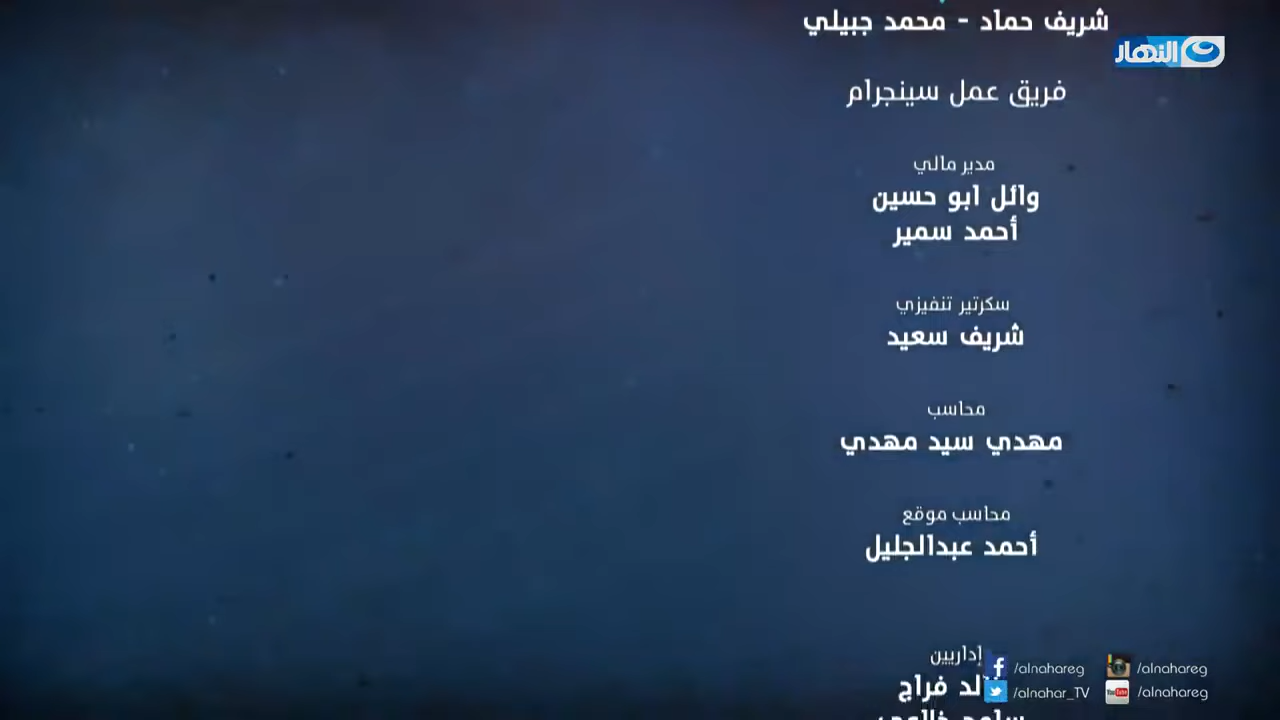 شريف حماد - محمد جبيلي
النهار
فريق عمل سينجرام
مدير مالي
وائل ابو حسين
أحمد سمير
سكرتير تنفيزي
شريف سعيد
محاسب
مهدي سيد مهدي
محاسب موقع
أحمد عبدالجليل
إداريين
فراج
/alnahareg
/alnahareg
/alnahar_TV
/alnahareg